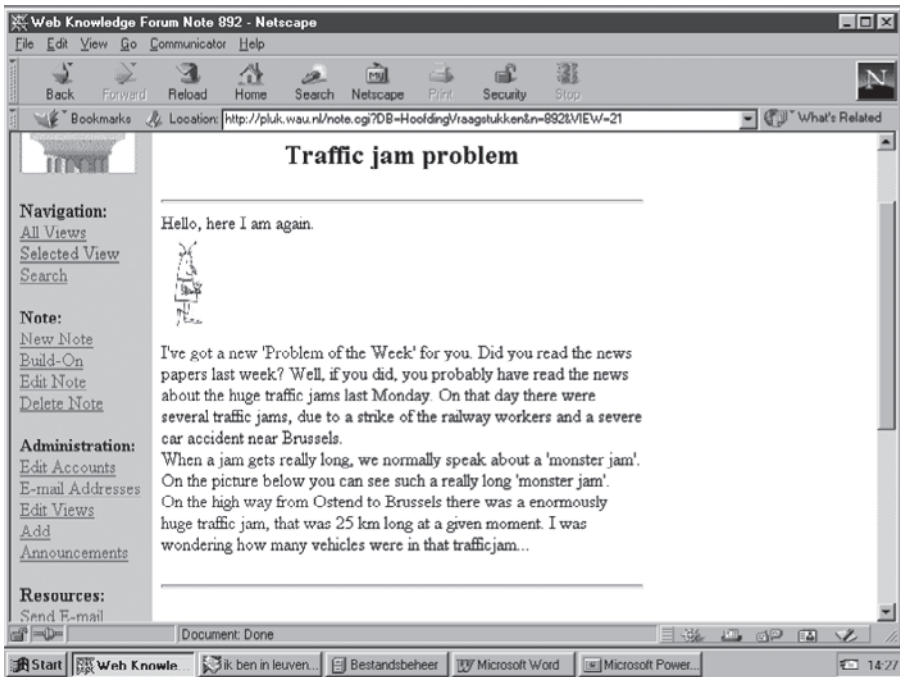 Web Knowledge Forum Note 892 - Netscape
File Edit View Go Communicator Help
Back Forward Reload Home Search Netscape Print Security Stop
Bookmarks Location: http://pluk.wau.nl/note.cgi?DB=HoofdingVraagstukken&n=892&VIEW=21 What's Related
Traffic jam problem
Navigation:
All Views
Selected View
Search
Note:
New Note
Build-On
Edit Note
Delete Note
Administration:
Edit Accounts
E-mail Addresses
Edit Views
Add
Announcements
Resources:
Send E-mail
Hello, here I am again.
I've got a new 'Problem of the Week' for you. Did you read the news
papers last week? Well, if you did, you probably have read the news
about the huge traffic jams last Monday. On that day there were
several traffic jams, due to a strike of the railway workers and a severe
car accident near Brussels.
When a jam gets really long, we normally speak about a 'monster jam'.
On the picture below you can see such a really long 'monster jam'.
On the high way from Ostend to Brussels there was a enormously
huge traffic jam, that was 25 km long at a given moment. I was
wondering how many vehicles were in that trafficjam...
Document: Done
Start Web Knowle... ik ben in leuven... Bestandsbeheer Microsoft Word Microsoft Power... 14:27